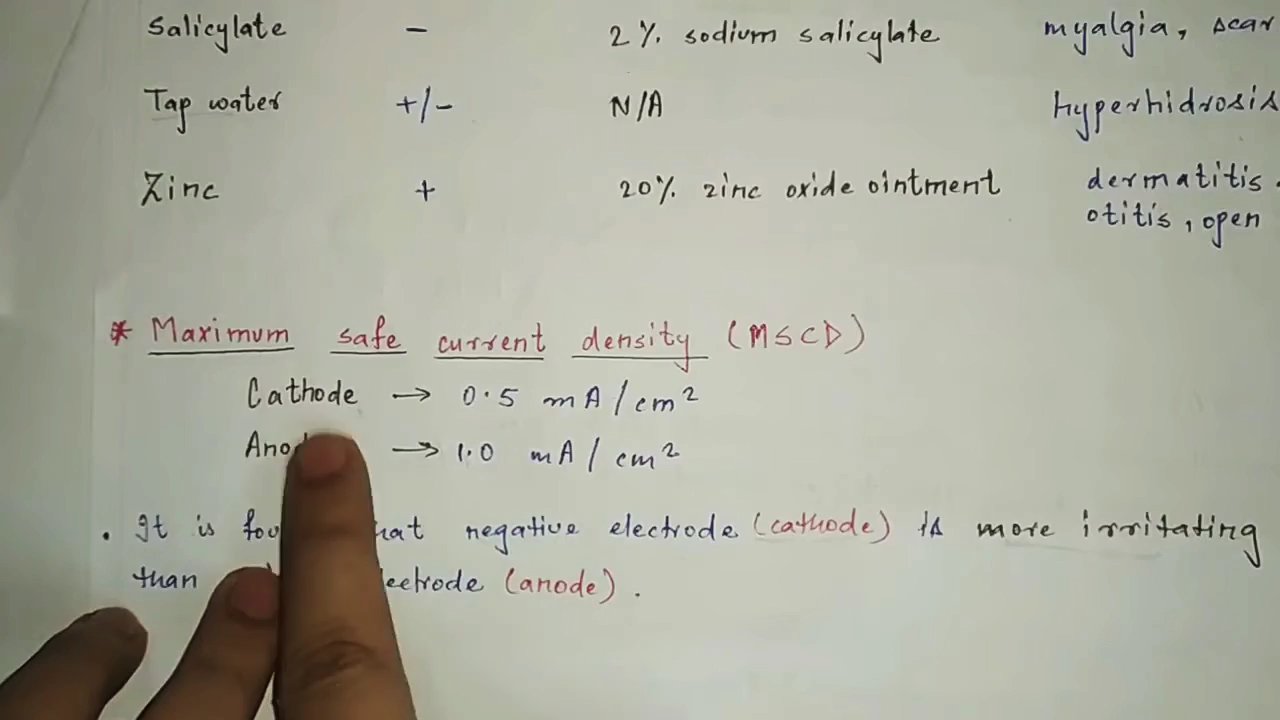 Salicylate - 2% sodium salicylate myalgia, scar
Tap water +/- N/A hyperhidrosis
Zinc + 20% zinc oxide ointment dermatitis
otitis, open
* Maximum safe current density (MSCD)
Cathode → 0.5 mA/cm²
→ 1.0 mA/cm²
. It is negative electrode (cathode) is more irritating
than (anode).